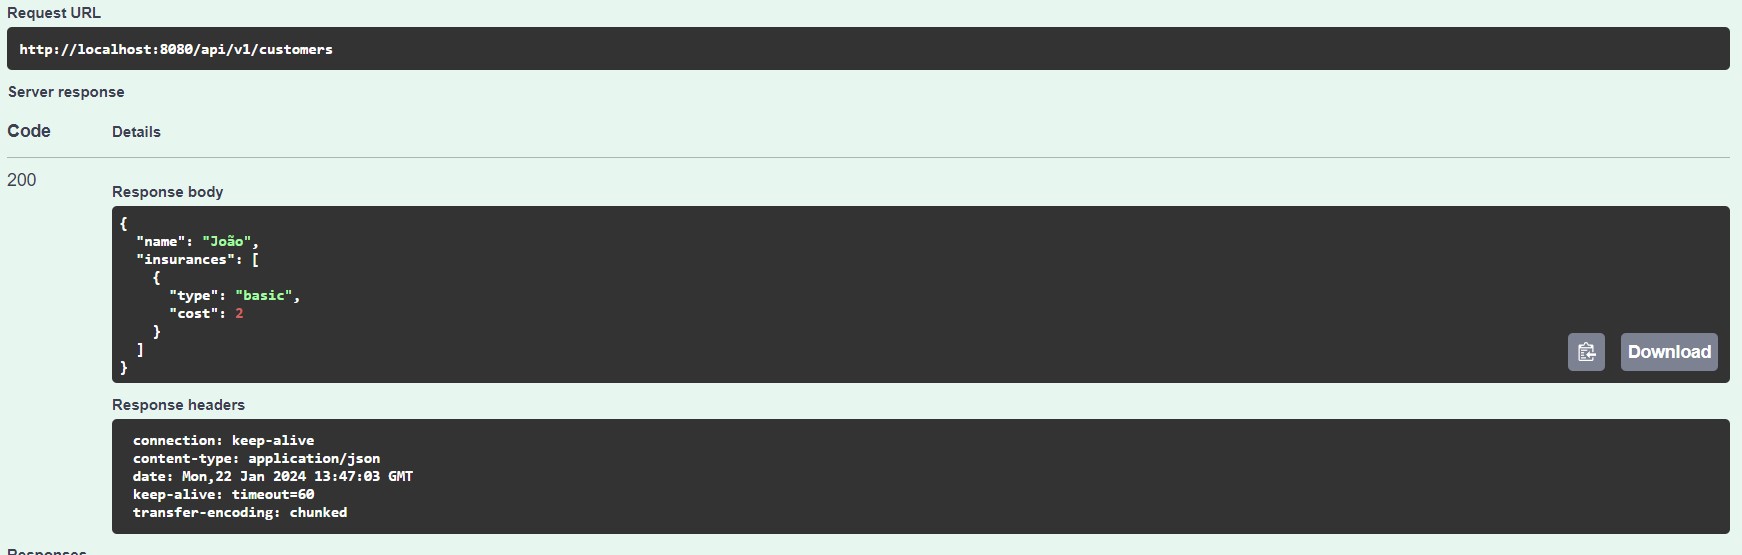 Request URL
http://localhost:8080/api/v1/customers
Server response
Code Details
200
Response body
{
  "name": "João",
  "insurances": [
    {
      "type": "basic",
      "cost": 2
    }
  ]
}
Download
Response headers
connection: keep-alive
content-type: application/json
date: Mon,22 Jan 2024 13:47:03 GMT
keep-alive: timeout=60
transfer-encoding: chunked
Responses